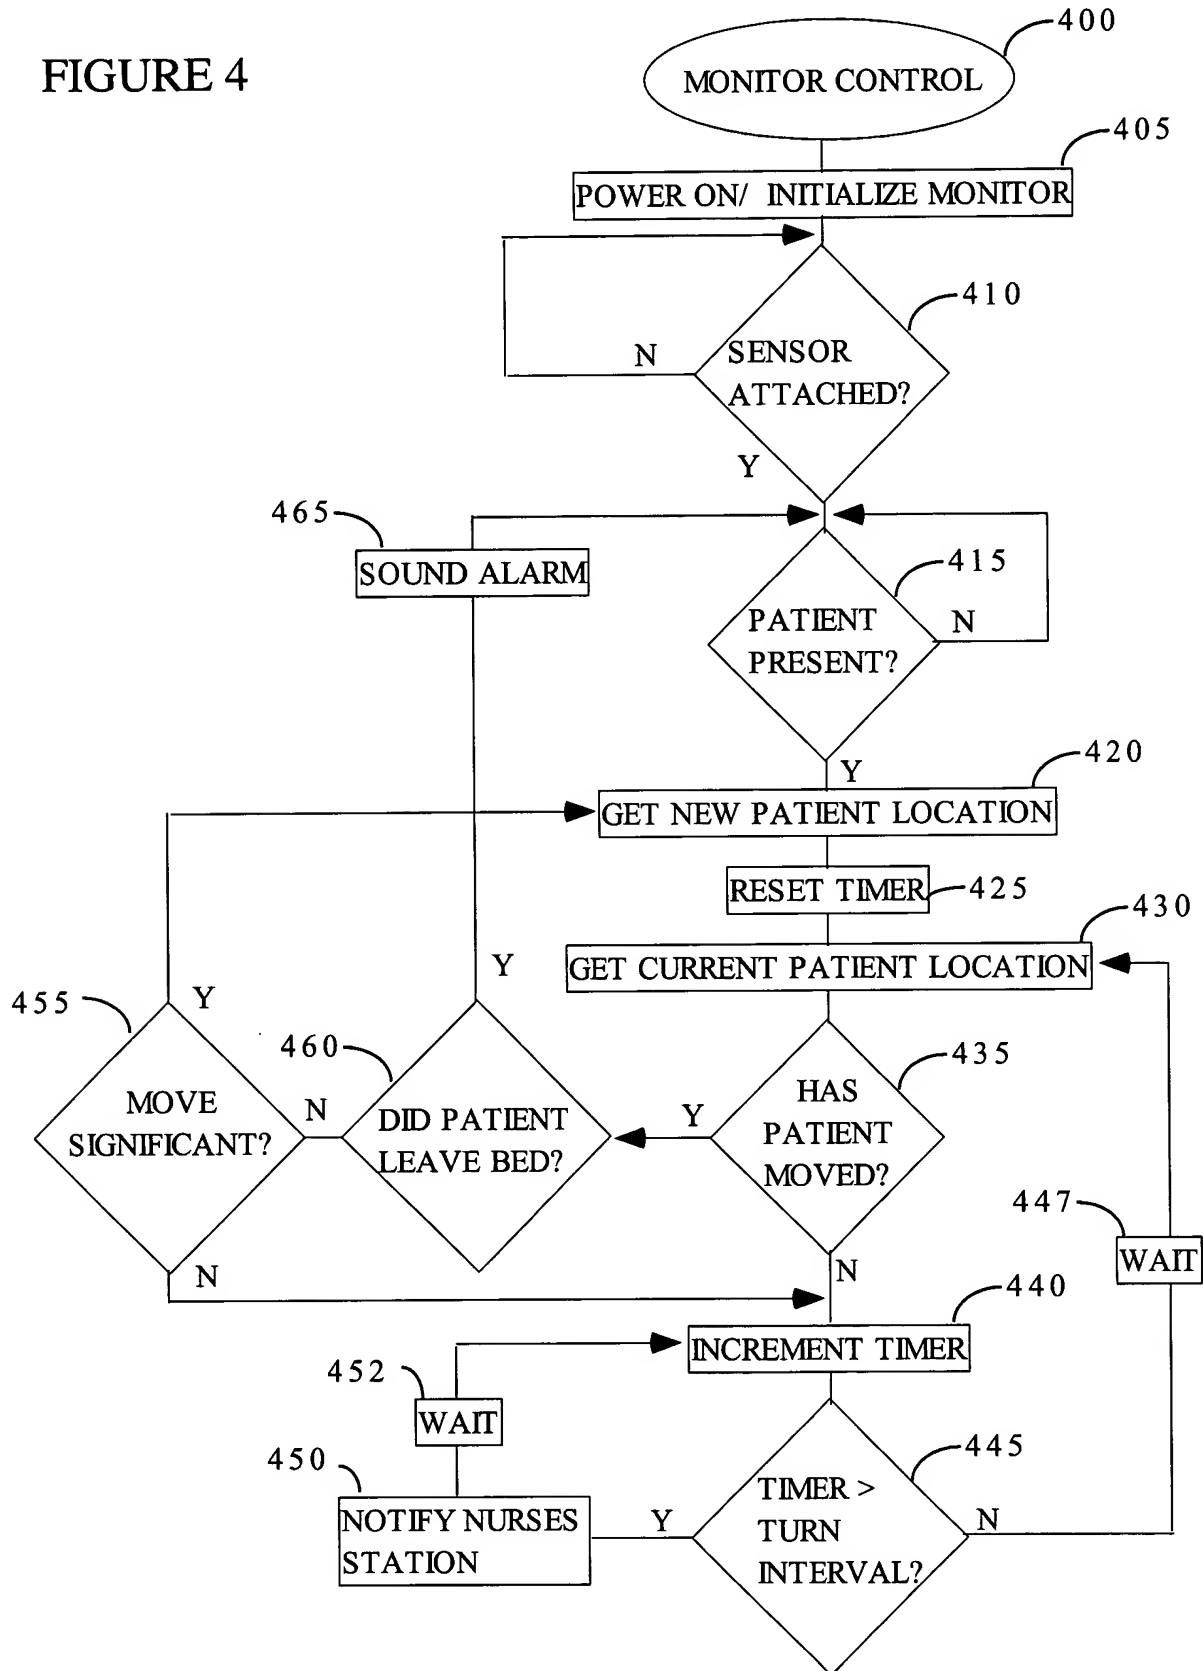 FIGURE 4
400
MONITOR CONTROL
405
POWER ON/ INITIALIZE MONITOR
410
N
SENSOR
ATTACHED?
Y
465
SOUND ALARM
415
PATIENT
PRESENT?
N
420
Y
GET NEW PATIENT LOCATION
RESET TIMER
425
430
GET CURRENT PATIENT LOCATION
455
Y
Y
460
435
MOVE
SIGNIFICANT?
N
DID PATIENT
LEAVE BED?
Y
HAS
PATIENT
MOVED?
447
WAIT
N
N
440
INCREMENT TIMER
452
WAIT
450
445
NOTIFY NURSES
STATION
Y
TIMER >
TURN
INTERVAL?
N